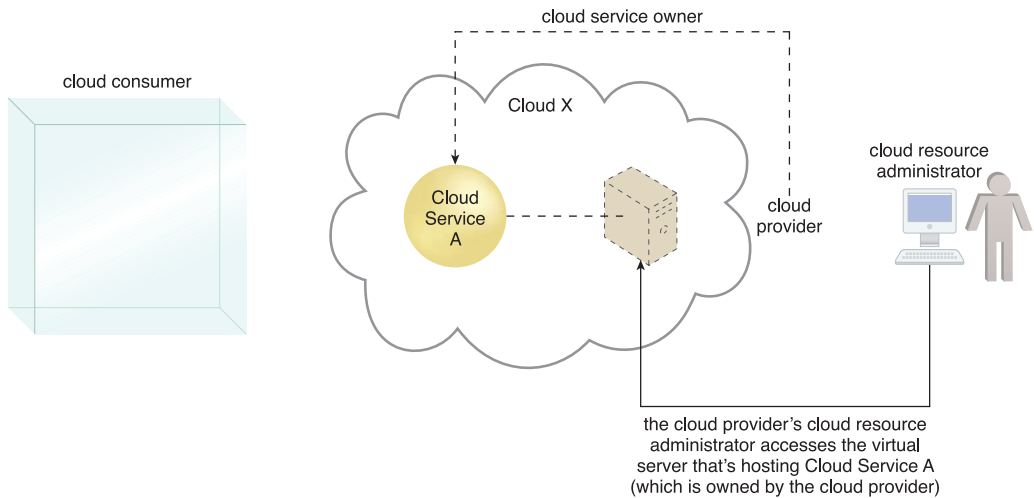 cloud service owner
cloud consumer
Cloud X
cloud resource
administrator
Cloud
Service
A
cloud
provider
the cloud provider’s cloud resource
administrator accesses the virtual
server that’s hosting Cloud Service A
(which is owned by the cloud provider)